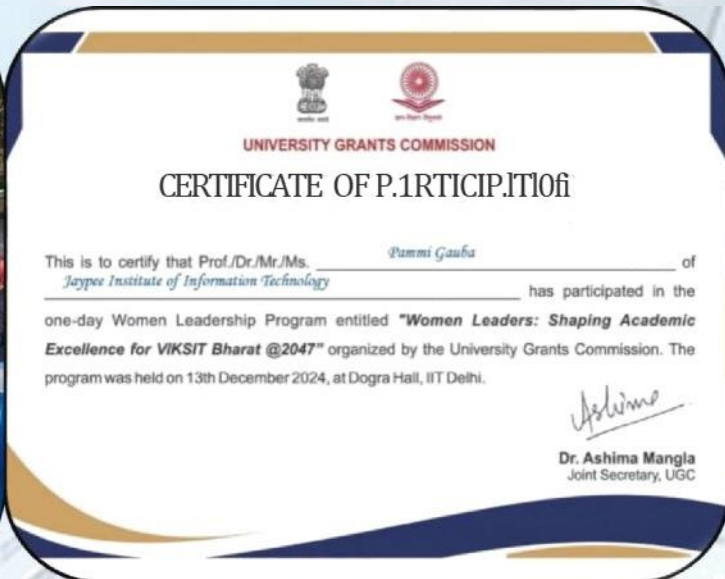 UNIVERSITY GRANTS COMMISSION
CERTIFICATE OF P.1RTICIP.lTl0fi
This is to certify that Prof./Dr./Mr./Ms. Pammi Gauba of
Jaypee Institute of Information Technology has participated in the
one-day Women Leadership Program entitled "Women Leaders: Shaping Academic
Excellence for VIKSIT Bharat @2047" organized by the University Grants Commission. The
program was held on 13th December 2024, at Dogra Hall, IIT Delhi.
Ashima
Dr. Ashima Mangla
Joint Secretary, UGC